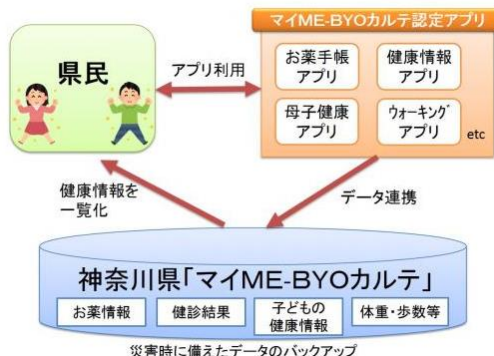 マイME-BYOカルテ認定アプリ
県民
アプリ利用
お薬手帳
アプリ
健康情報
アプリ
母子健康
アプリ
ウォーキング
アプリ
etc
健康情報を
一覧化
データ連携
神奈川県「マイME-BYOカルテ」
お薬情報
健診結果
子どもの
健康情報
体重・歩数等
災害時に備えたデータのバックアップ